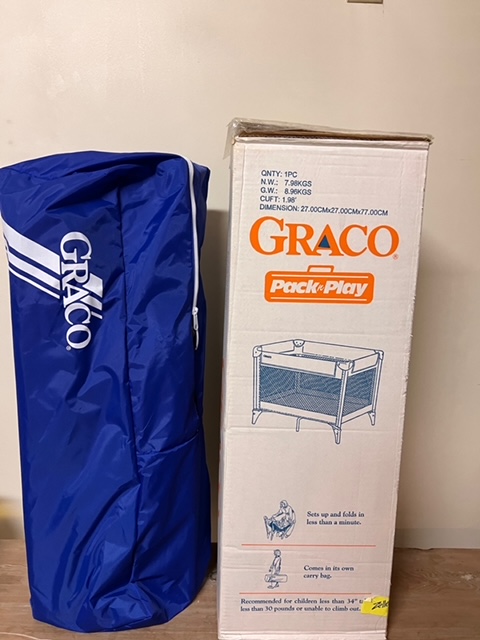 GRACO®
QNTY: 1PC
N.W.: 7.98KGS
G.W.: 8.96KGS
CUFT: 1.98'
DIMENSION: 27.00CMx27.00CMx77.00CM
GRACO®
Pack 'n Play
Sets up and folds in
less than a minute.
Comes in its own
carry bag.
Recommended for children less than 34"
less than 30 pounds or unable to climb out.